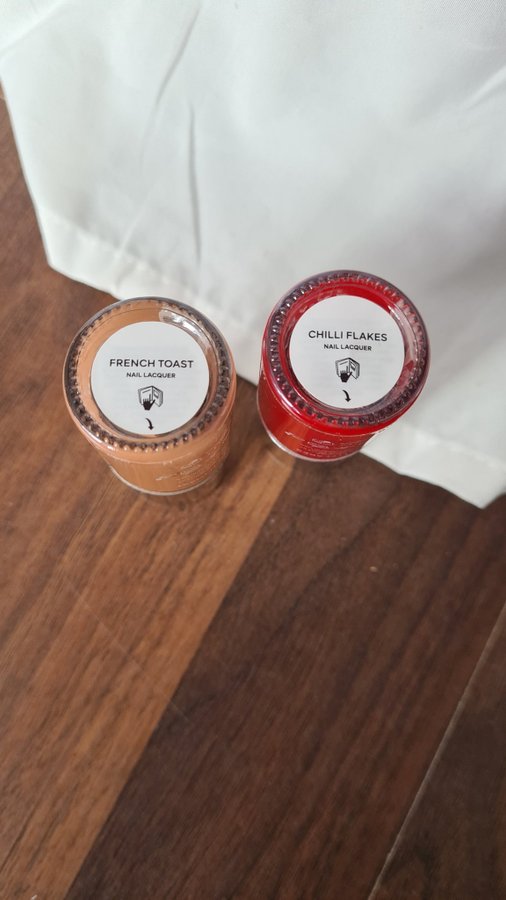 FRENCH TOAST
NAIL LACQUER
CHILLI FLAKES
NAIL LACQUER